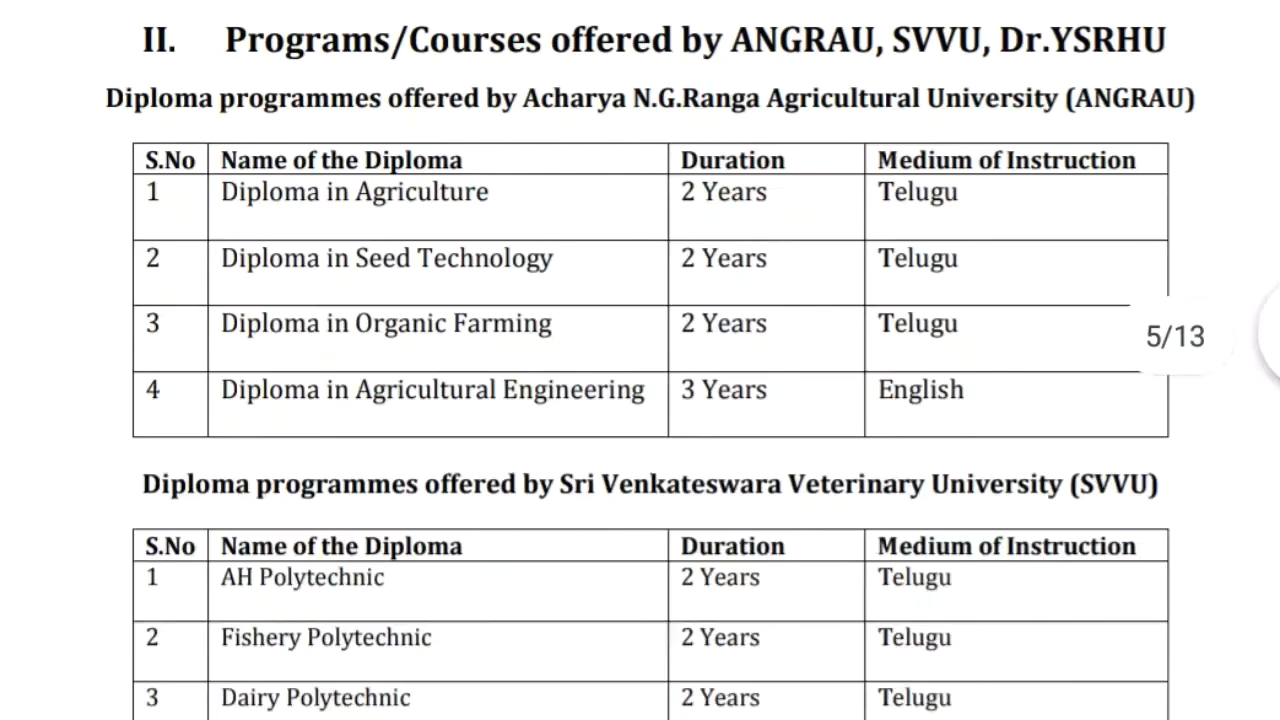 II. Programs/Courses offered by ANGRAU, SVVU, Dr.YSRHU
Diploma programmes offered by Acharya N.G.Ranga Agricultural University (ANGRAU)
S.No Name of the Diploma Duration Medium of Instruction
1 Diploma in Agriculture 2 Years Telugu
2 Diploma in Seed Technology 2 Years Telugu
3 Diploma in Organic Farming 2 Years Telugu
5/13
4 Diploma in Agricultural Engineering 3 Years English
Diploma programmes offered by Sri Venkateswara Veterinary University (SVVU)
S.No Name of the Diploma Duration Medium of Instruction
1 AH Polytechnic 2 Years Telugu
2 Fishery Polytechnic 2 Years Telugu
3 Dairy Polytechnic 2 Years Telugu